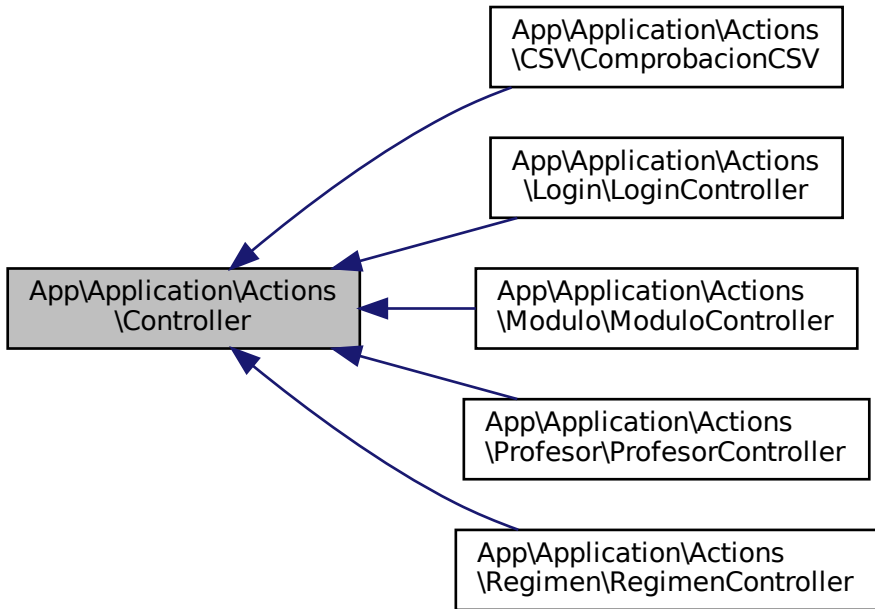 App\Application\Actions
\CSV\ComprobacionCSV
App\Application\Actions
\Login\LoginController
App\Application\Actions
\Controller
App\Application\Actions
\Modulo\ModuloController
App\Application\Actions
\Profesor\ProfesorController
App\Application\Actions
\Regimen\RegimenController